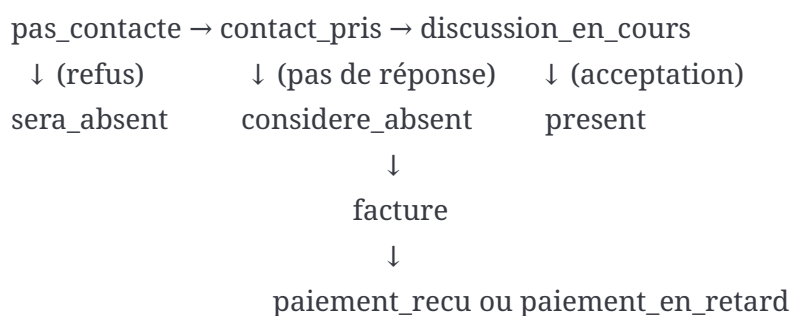 pas_contacte → contact_pris → discussion_en_cours
↓ (refus) ↓ (pas de réponse) ↓ (acceptation)
sera_absent considere_absent present
↓
facture
↓
paiement_recu ou paiement_en_retard